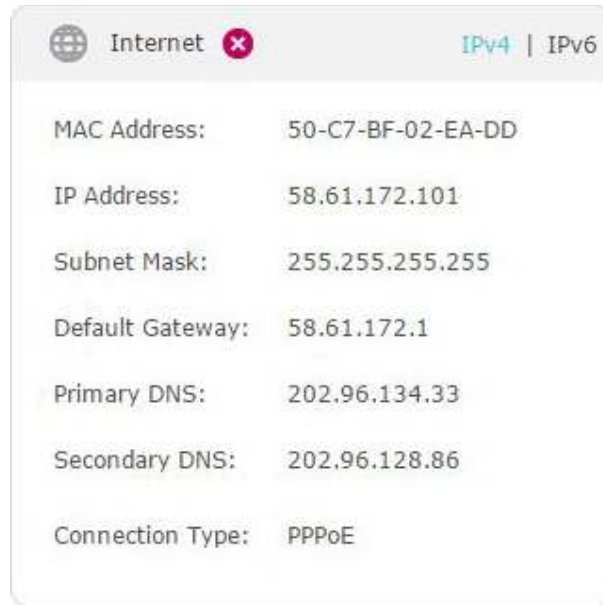 Internet IPv4 | IPv6
MAC Address: 50-C7-BF-02-EA-DD
IP Address: 58.61.172.101
Subnet Mask: 255.255.255.255
Default Gateway: 58.61.172.1
Primary DNS: 202.96.134.33
Secondary DNS: 202.96.128.86
Connection Type: PPPoE